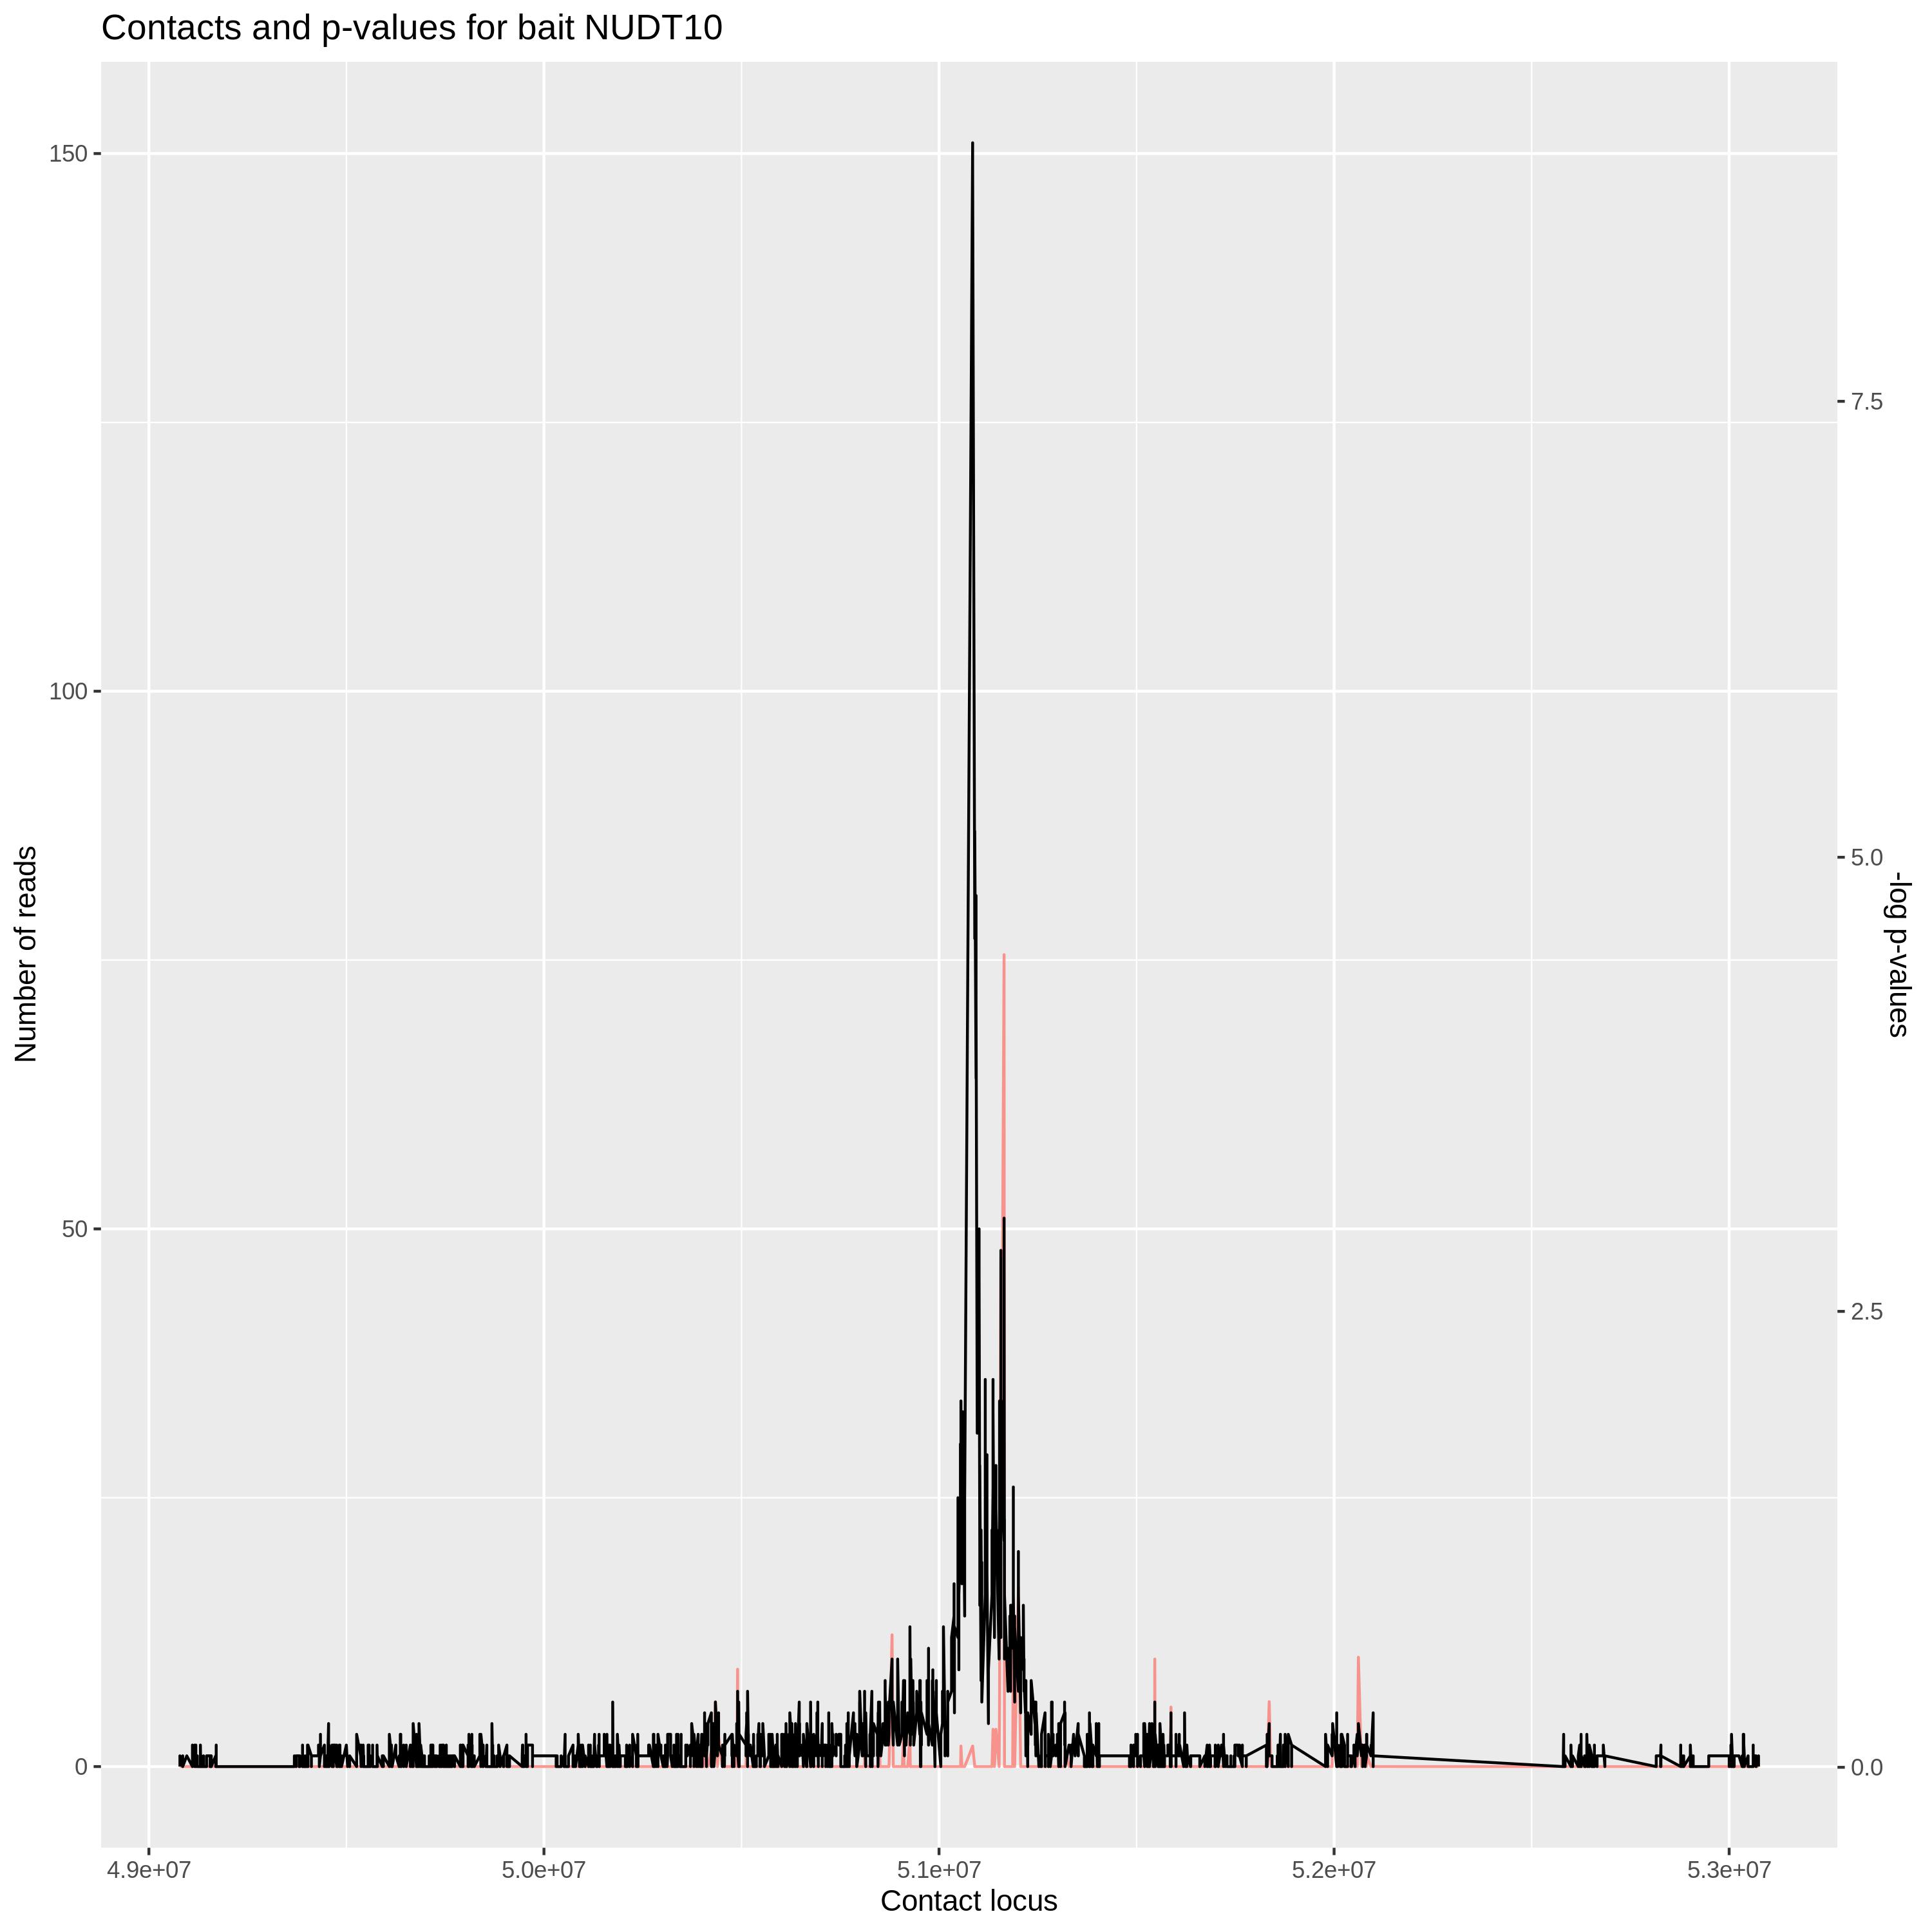 Contacts and p-values for bait NUDT10
150
100
50
0
Number of reads
7.5
5.0
2.5
0.0
-log p-values
4.9e+07
5.0e+07
5.1e+07
5.2e+07
5.3e+07
Contact locus